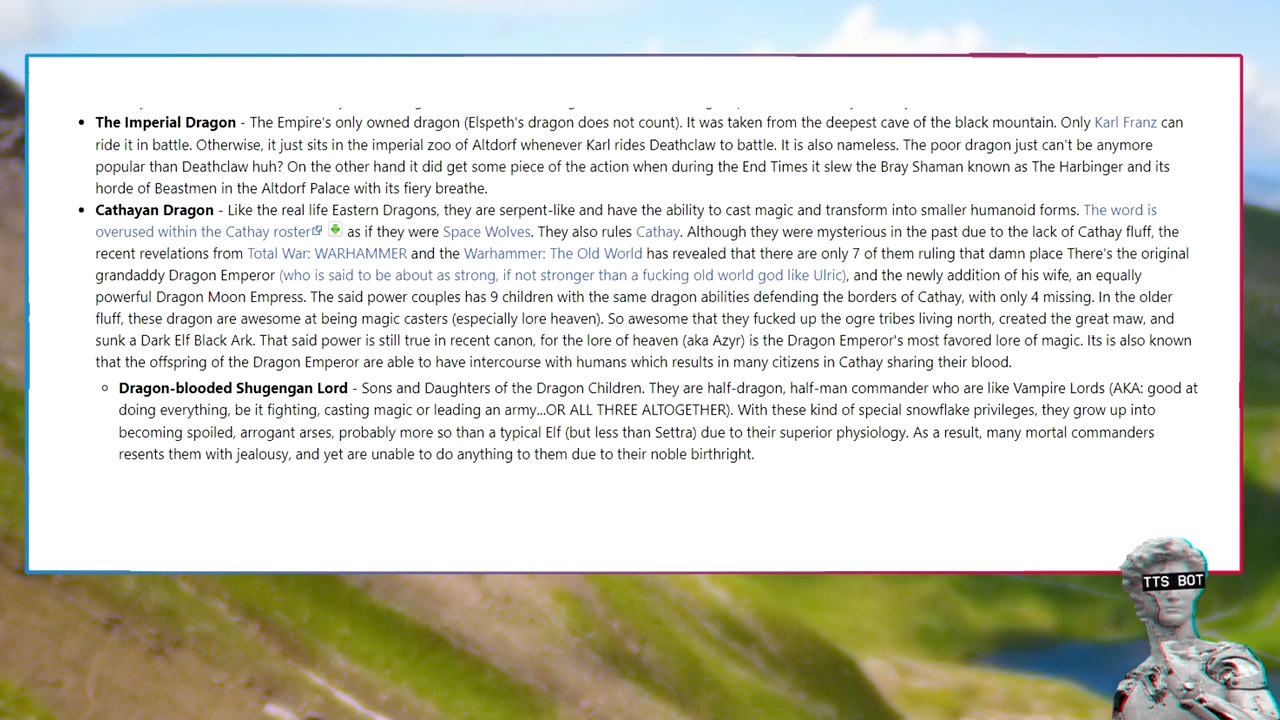 The Imperial Dragon - The Empire's only owned dragon (Elspeth's dragon does not count). It was taken from the deepest cave of the black mountain. Only Karl Franz can
ride it in battle. Otherwise, it just sits in the imperial zoo of Altdorf whenever Karl rides Deathclaw to battle. It is also nameless. The poor dragon just can't be anymore
popular than Deathclaw huh? On the other hand it did get some piece of the action when during the End Times it slew the Bray Shaman known as The Harbinger and its
horde of Beastmen in the Altdorf Palace with its fiery breathe.
Cathayan Dragon - Like the real life Eastern Dragons, they are serpent-like and have the ability to cast magic and transform into smaller humanoid forms. The word is
overused within the Cathay roster as if they were Space Wolves. They also rules Cathay. Although they were mysterious in the past due to the lack of Cathay fluff, the
recent revelations from Total War: WARHAMMER and the Warhammer: The Old World has revealed that there are only 7 of them ruling that damn place There's the original
grandaddy Dragon Emperor (who is said to be about as strong, if not stronger than a fucking old world god like Ulric), and the newly addition of his wife, an equally
powerful Dragon Moon Empress. The said power couples has 9 children with the same dragon abilities defending the borders of Cathay, with only 4 missing. In the older
fluff, these dragon are awesome at being magic casters (especially lore heaven). So awesome that they fucked up the ogre tribes living north, created the great maw, and
sunk a Dark Elf Black Ark. That said power is still true in recent canon, for the lore of heaven (aka Azyr) is the Dragon Emperor's most favored lore of magic. Its is also known
that the offspring of the Dragon Emperor are able to have intercourse with humans which results in many citizens in Cathay sharing their blood.
Dragon-blooded Shugengan Lord - Sons and Daughters of the Dragon Children. They are half-dragon, half-man commander who are like Vampire Lords (AKA: good at
doing everything, be it fighting, casting magic or leading an army...OR ALL THREE ALTOGETHER). With these kind of special snowflake privileges, they grow up into
becoming spoiled, arrogant arses, probably more so than a typical Elf (but less than Settra) due to their superior physiology. As a result, many mortal commanders
resents them with jealousy, and yet are unable to do anything to them due to their noble birthright.
TTS BOT